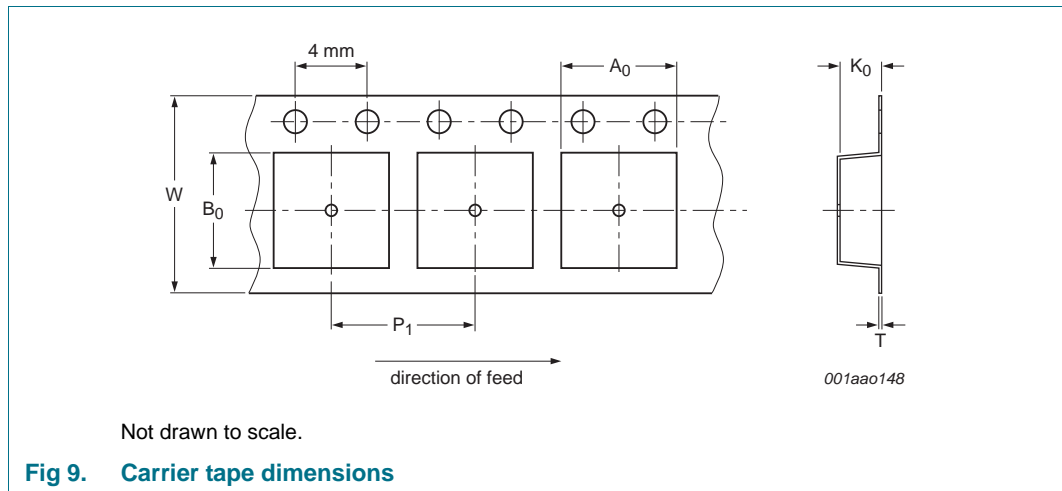 4 mm
A0
K0
W
B0
P1
T
direction of feed
001aao148
Not drawn to scale.
Fig 9. Carrier tape dimensions